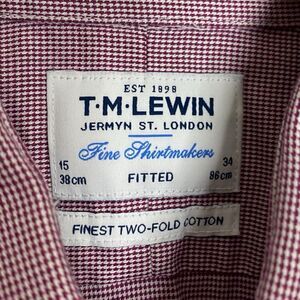 EST 1898
T·M·LEWIN
JERMYN ST. LONDON
Fine Shirtmakers
15 34
38cm FITTED 86cm
FINEST TWO-FOLD COTTON